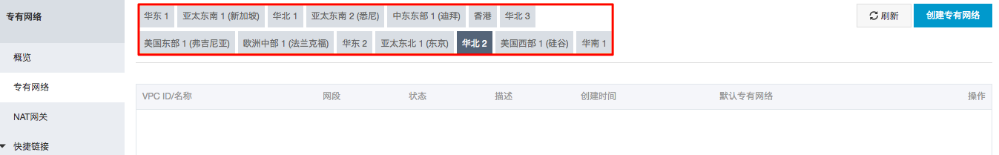 专有网络
概览
专有网络
NAT网关
快捷链接
华东 1 亚太东南 1 (新加坡) 华北 1 亚太东南 2 (悉尼) 中东东部 1 (迪拜) 香港 华北 3
美国东部 1 (弗吉尼亚) 欧洲中部 1 (法兰克福) 华东 2 亚太东北 1 (东京) 华北 2 美国西部 1 (硅谷) 华南 1
刷新 创建专有网络
VPC ID/名称 网段 状态 描述 创建时间 默认专有网络 操作